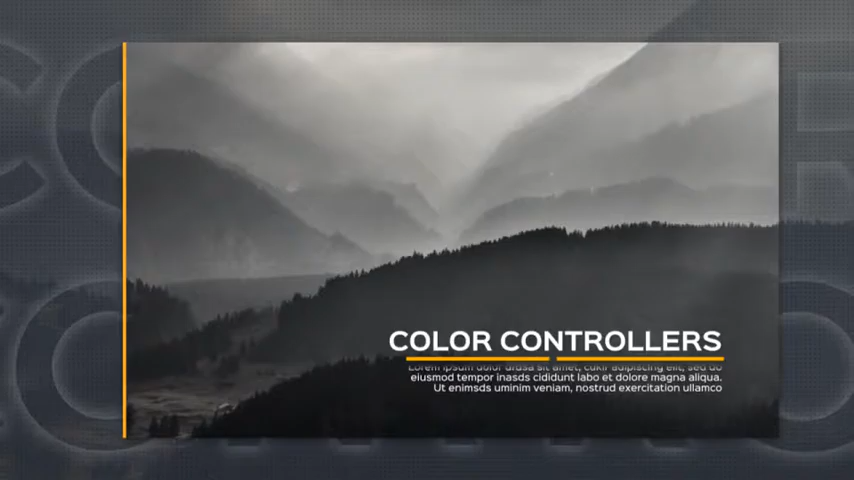 COLOR CONTROLLERS
Lorem ipsum dolor drusa sit amet, cukir adipiscing elit, sed do
eiusmod tempor inasds cididunt labo et dolore magna aliqua.
Ut enimsds uminim veniam, nostrud exercitation ullamco